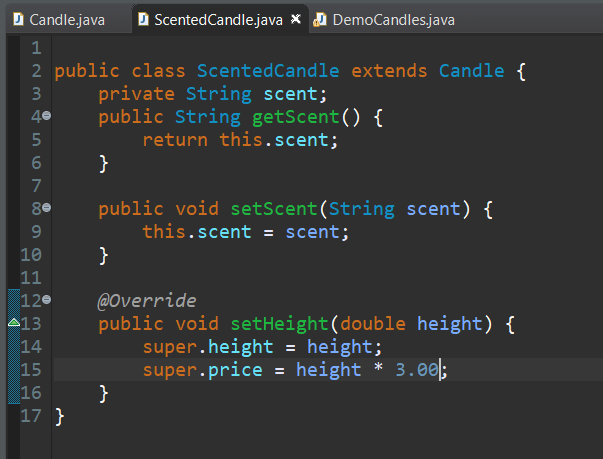 Candle.java ScentedCandle.java DemoCandles.java
1
2 public class ScentedCandle extends Candle {
3     private String scent;
4     public String getScent() {
5         return this.scent;
6     }
7
8     public void setScent(String scent) {
9         this.scent = scent;
10     }
11
12     @Override
13     public void setHeight(double height) {
14         super.height = height;
15         super.price = height * 3.00;
16     }
17 }